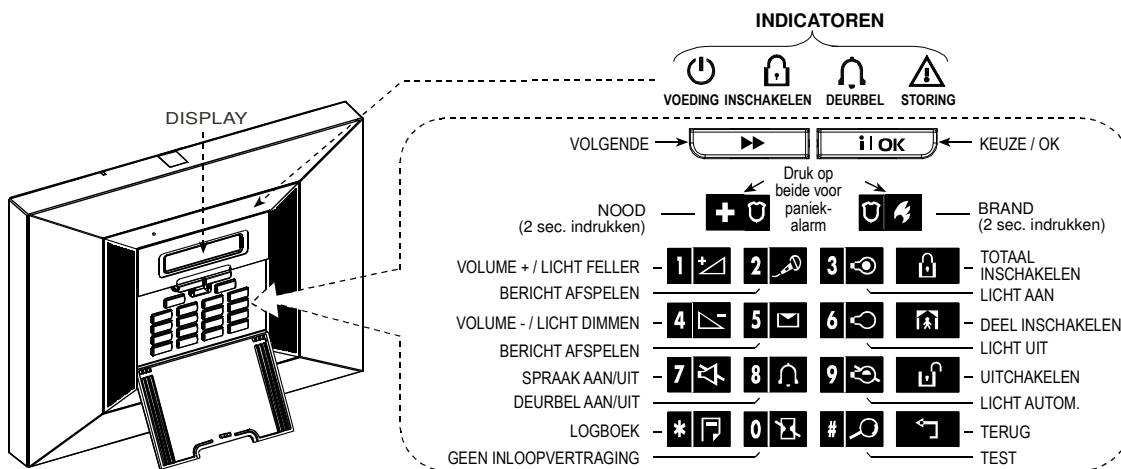 INDICATOREN
VOEDING INSCHAKELEN DEURBEL STORING
DISPLAY
VOLGENDE
i| OK
KEUZE / OK
Druk op
beide voor
paniek-
alarm
NOOD
(2 sec. indrukken)
BRAND
(2 sec. indrukken)
VOLUME + / LICHT FELLER
1 2 3
TOTAAL
INSCHAKELEN
BERICHT AFSPELEN
LICHT AAN
VOLUME - / LICHT DIMMEN
4 5 6
DEEL INSCHAKELEN
BERICHT AFSPELEN
LICHT UIT
SPRAAK AAN/UIT
7 8 9
UITCHAKELEN
DEURBEL AAN/UIT
LICHT AUTOM.
LOGBOEK
* 0 #
TERUG
GEEN INLOOPVERTRAGING
TEST